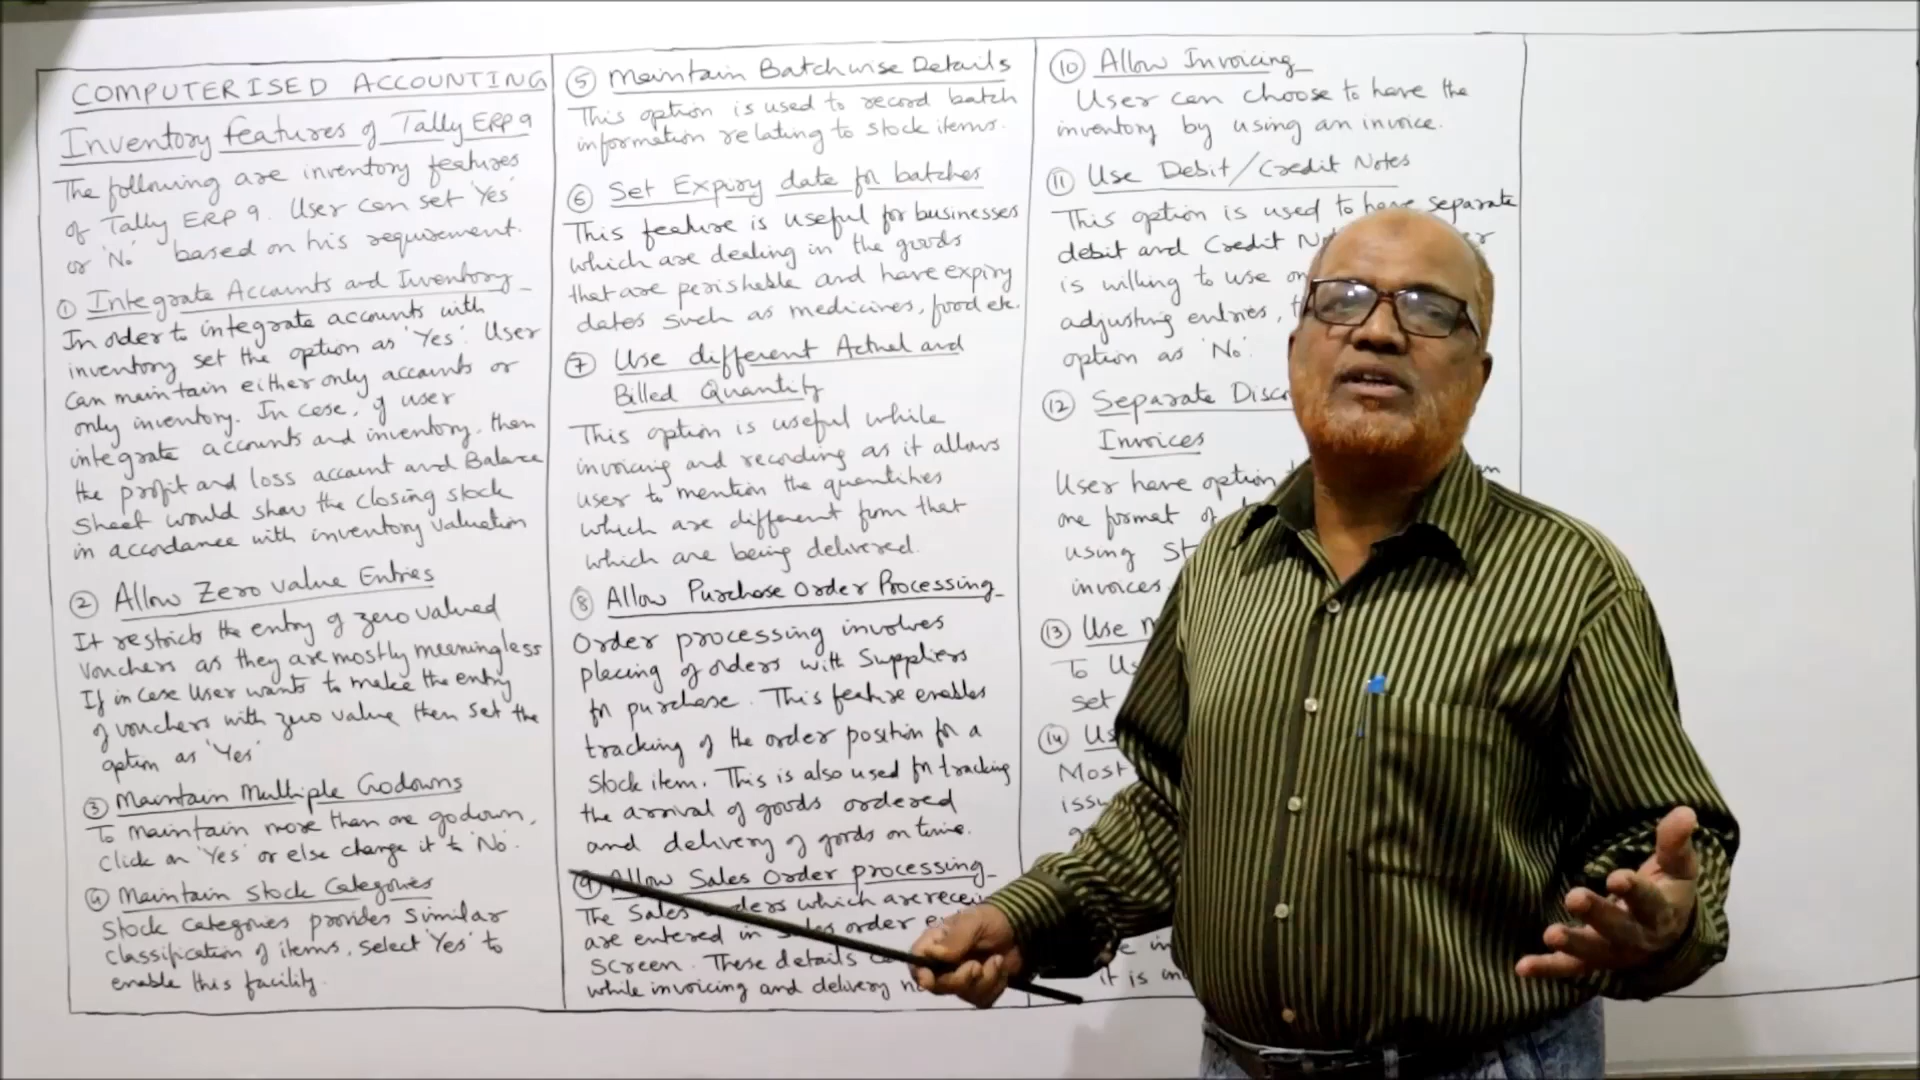 COMPUTERISED ACCOUNTING
Inventory features of Tally ERP 9
The following are inventory features
of Tally ERP 9. User can set 'Yes'
or 'No' based on his requirement.
① Integrate Accounts and Inventory
In order to integrate accounts with
inventory set the option as 'Yes'. User
can maintain either only accounts or
only inventory. In case, if user
integrate accounts and inventory, then
the profit and loss account and Balance
Sheet would show the closing stock
in accordance with inventory valuation
② Allow Zero value Entries
It restricts the entry of zero valued
vouchers as they are mostly meeningless
If in case User wants to make the entry
of vouchers with zero value then set the
option as 'Yes'
③ Maintain Multiple Godowns
To maintain more than one godown,
click on 'Yes' or else change it to 'No'.
④ Maintain Stock Categories
Stock Categories provides similar
classification of items, select 'Yes' to
enable this facility.
⑤ Maintain Batchwise Details
This option is used to record batch
information relating to stock items.
⑥ Set Expiry date for batches
This feature is useful for businesses
which are dealing in the goods
that are perishable and have expiry
dates such as medicines, food etc.
⑦ Use different Actual and
Billed Quantity
This option is useful while
invoicing and recording as it allows
user to mention the quantities
which are different from that
which are being delivered.
⑧ Allow Purchase Order Processing
Order processing involves
placing of orders with Suppliers
for purchase. This feature enables
tracking of the order position for a
stock item. This is also used for tracking
the arrival of goods ordered
and delivery of goods on time.
⑨ Allow Sales Order processing
The Sales which are
are entered in sales order
screen. These details
while invoicing and delivery
⑩ Allow Invoicing
User can choose to have the
inventory by using an invoice.
⑪ Use Debit/Credit Notes
This option is used to have separate
debit and Credit
is willing to use
adjusting entries,
option as 'No'.
⑫ Separate
Invoices
User have option
one format of
using
invoices.
⑬ Use
To
set
⑭
Most
it is